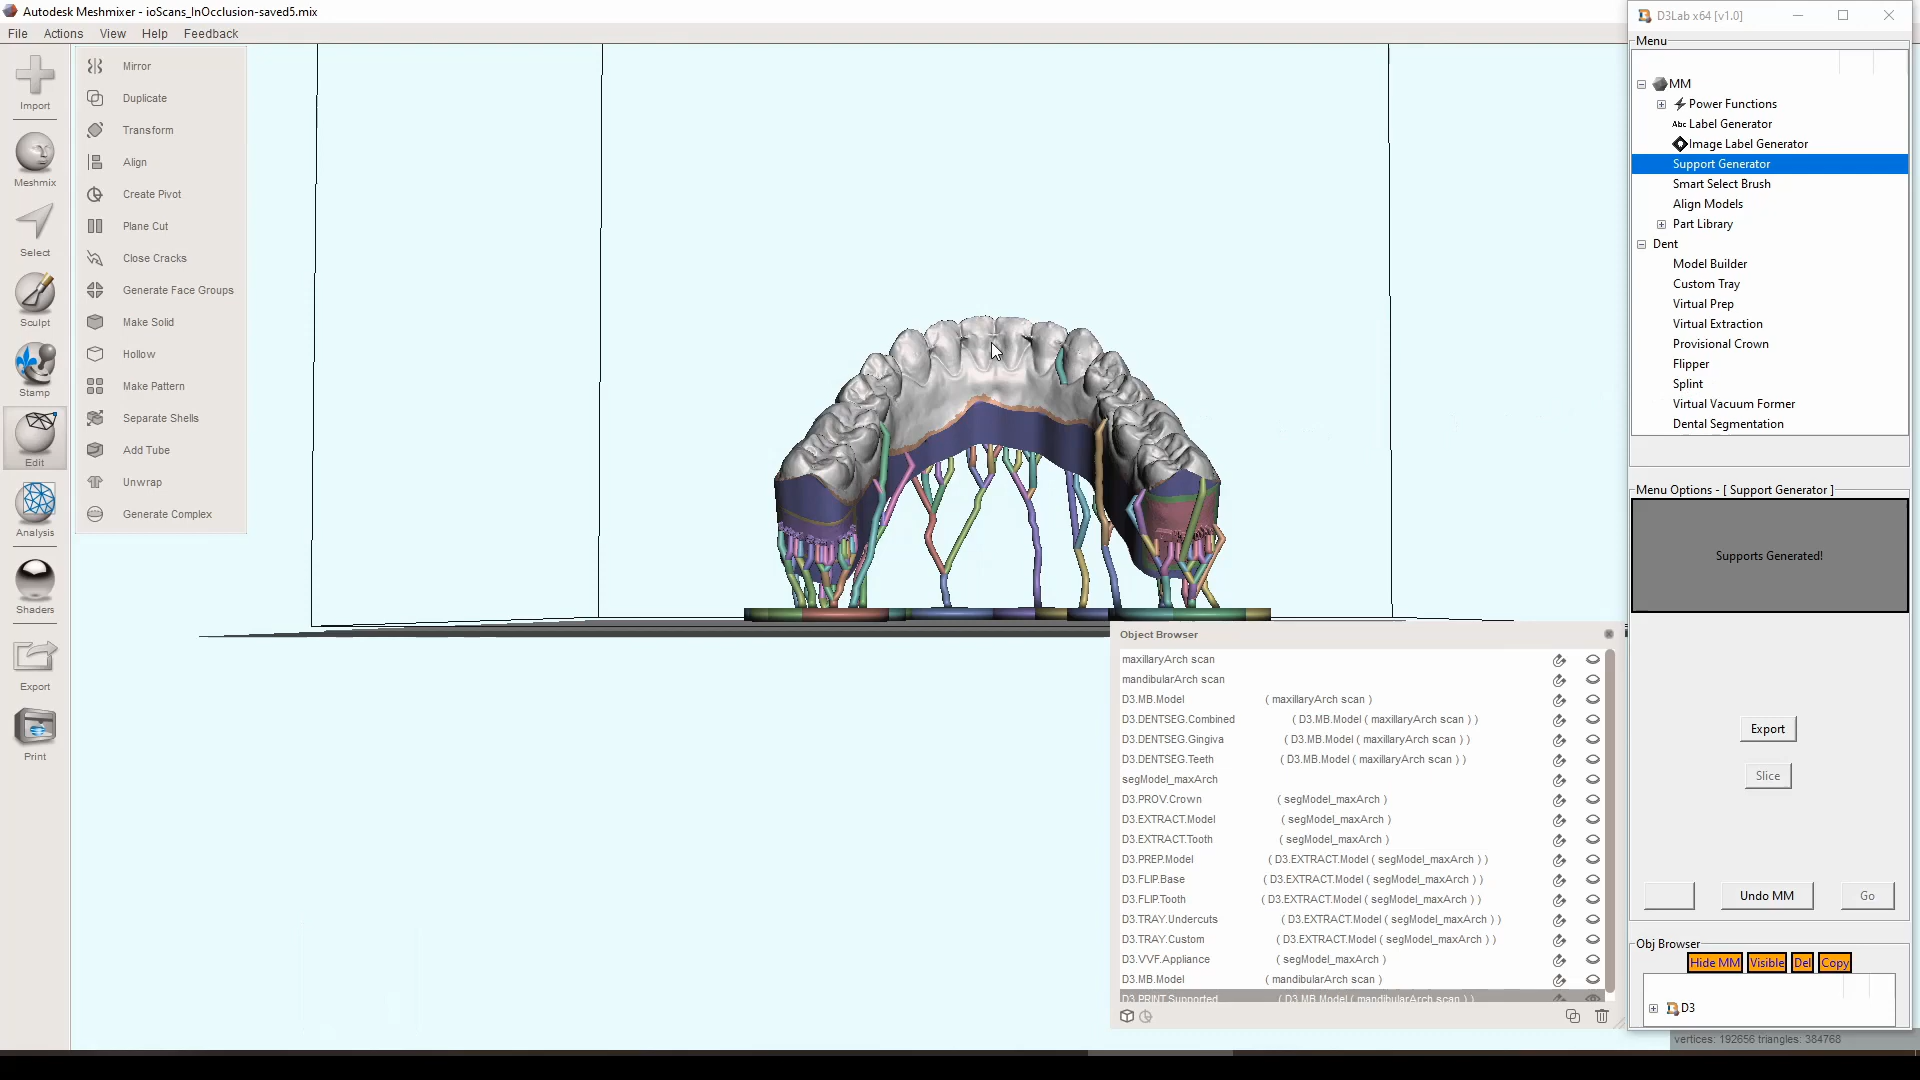 Autodesk Meshmixer - ioScans_InOcclusion-saved5.mix
File Actions View Help Feedback
Import
Meshmix
Select
Sculpt
Stamp
Edit
Analysis
Shaders
Export
Print
Mirror
Duplicate
Transform
Align
Create Pivot
Plane Cut
Close Cracks
Generate Face Groups
Make Solid
Hollow
Make Pattern
Separate Shells
Add Tube
Unwrap
Generate Complex
Object Browser
maxillaryArch scan
mandibularArch scan
D3.MB.Model ( maxillaryArch scan )
D3.DENTSEG.Combined ( D3.MB.Model ( maxillaryArch scan ) )
D3.DENTSEG.Gingiva ( D3.MB.Model ( maxillaryArch scan ) )
D3.DENTSEG.Teeth ( D3.MB.Model ( maxillaryArch scan ) )
segModel_maxArch
D3.PROV.Crown ( segModel_maxArch )
D3.EXTRACT.Model ( segModel_maxArch )
D3.EXTRACT.Tooth ( segModel_maxArch )
D3.PREP.Model ( D3.EXTRACT.Model ( segModel_maxArch ) )
D3.FLIP.Base ( D3.EXTRACT.Model ( segModel_maxArch ) )
D3.FLIP.Tooth ( D3.EXTRACT.Model ( segModel_maxArch ) )
D3.TRAY.Undercuts ( D3.EXTRACT.Model ( segModel_maxArch ) )
D3.TRAY.Custom ( D3.EXTRACT.Model ( segModel_maxArch ) )
D3.VVF.Appliance ( segModel_maxArch )
D3.MB.Model ( mandibularArch scan )
D3.PRINT.Supported ( D3.MB.Model ( mandibularArch scan ) )
D3Lab x64 [v1.0]
Menu
MM
Power Functions
Abc Label Generator
Image Label Generator
Support Generator
Smart Select Brush
Align Models
Part Library
Dent
Model Builder
Custom Tray
Virtual Prep
Virtual Extraction
Provisional Crown
Flipper
Splint
Virtual Vacuum Former
Dental Segmentation
Menu Options - [ Support Generator ]
Supports Generated!
Export
Slice
Undo MM Go
Obj Browser
Hide MM Visible Del Copy
D3
vertices: 192656 triangles: 384768